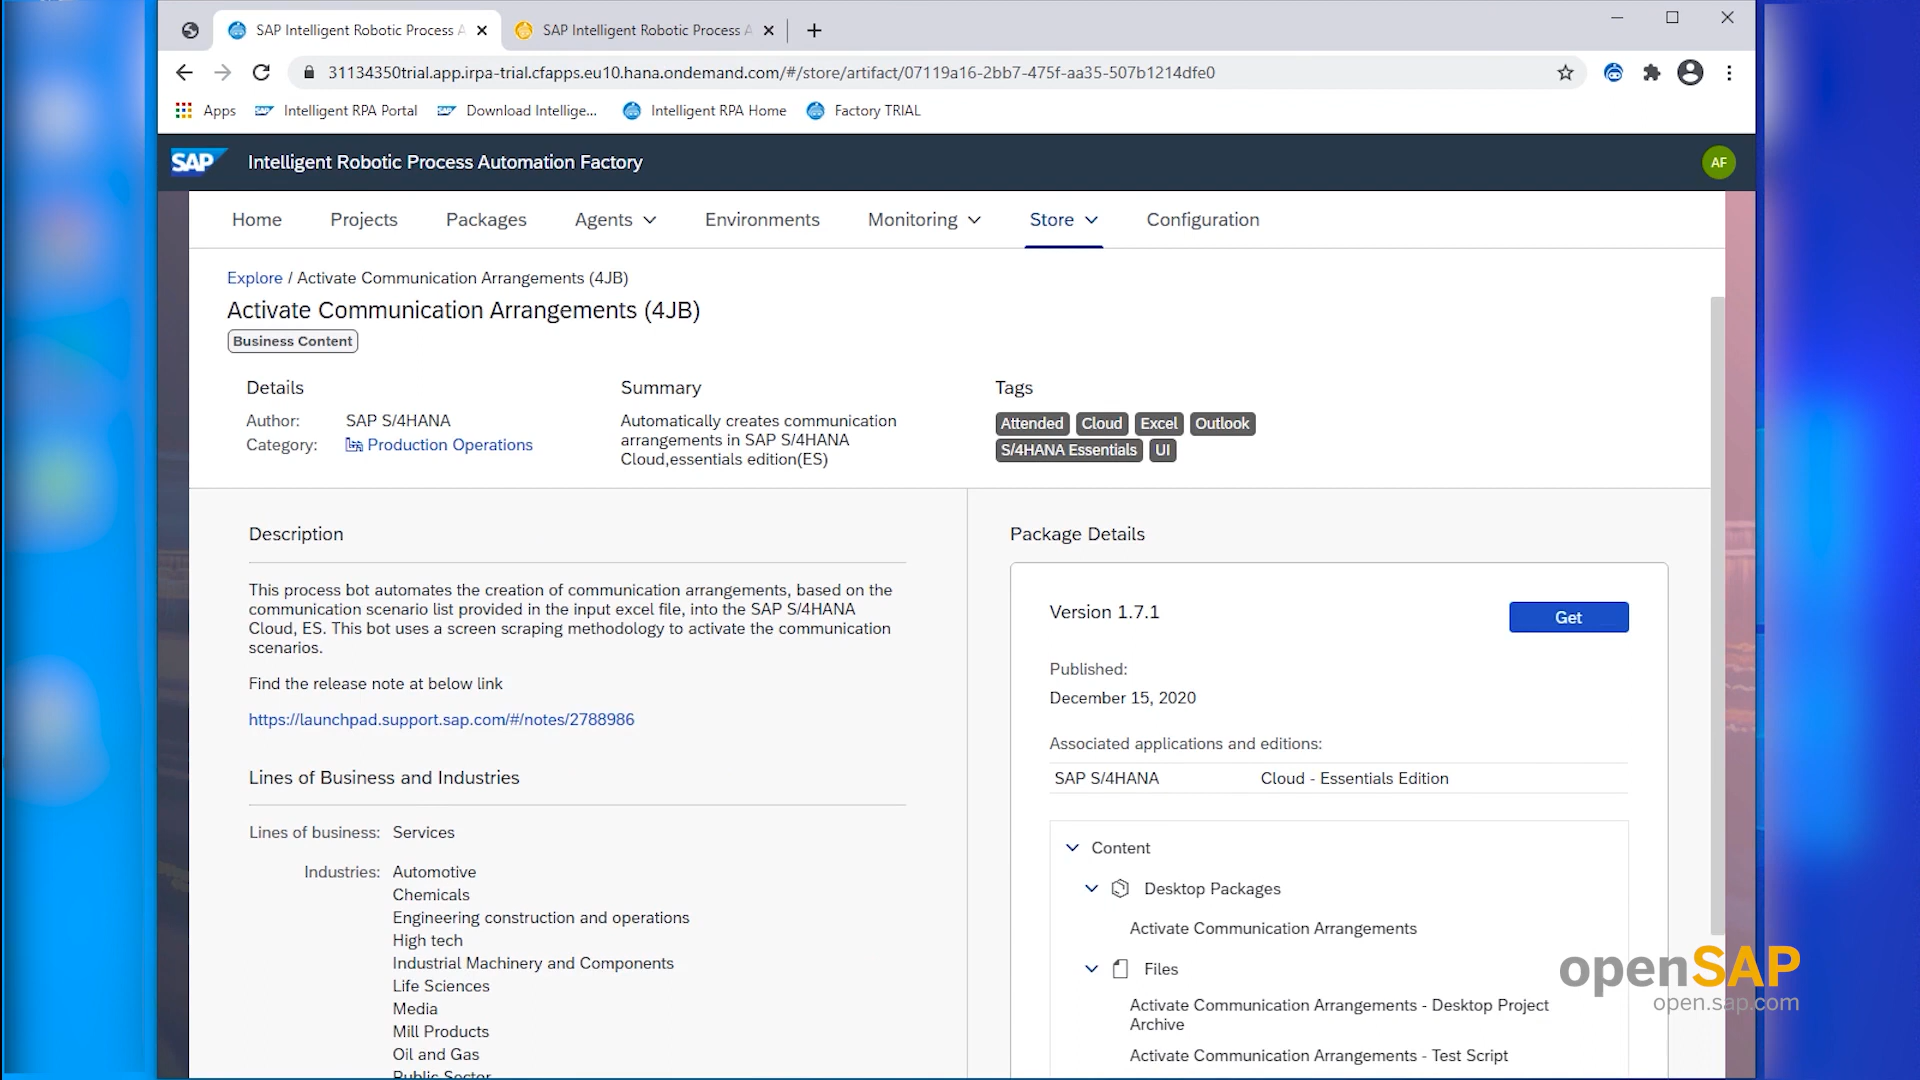 SAP Intelligent Robotic Process A
SAP Intelligent Robotic Process A
31134350trial.app.irpa-trial.cfapps.eu10.hana.ondemand.com/#/store/artifact/07119a16-2bb7-475f-aa35-507b1214dfe0
Apps
Intelligent RPA Portal
Download Intellige...
Intelligent RPA Home
Factory TRIAL
SAP Intelligent Robotic Process Automation Factory
AF
Home Projects Packages Agents Environments Monitoring Store Configuration
Explore / Activate Communication Arrangements (4JB)
Activate Communication Arrangements (4JB)
Business Content
Details
Author: SAP S/4HANA
Category: Production Operations
Summary
Automatically creates communication
arrangements in SAP S/4HANA
Cloud,essentials edition(ES)
Tags
Attended Cloud Excel Outlook
S/4HANA Essentials UI
Description
This process bot automates the creation of communication arrangements, based on the
communication scenario list provided in the input excel file, into the SAP S/4HANA
Cloud, ES. This bot uses a screen scraping methodology to activate the communication
scenarios.
Find the release note at below link
https://launchpad.support.sap.com/#/notes/2788986
Lines of Business and Industries
Lines of business: Services
Industries: Automotive
Chemicals
Engineering construction and operations
High tech
Industrial Machinery and Components
Life Sciences
Media
Mill Products
Oil and Gas
Public Sector
Package Details
Version 1.7.1
Get
Published:
December 15, 2020
Associated applications and editions:
SAP S/4HANA Cloud - Essentials Edition
Content
Desktop Packages
Activate Communication Arrangements
Files
Activate Communication Arrangements - Desktop Project
Archive
Activate Communication Arrangements - Test Script
openSAP
open.sap.com